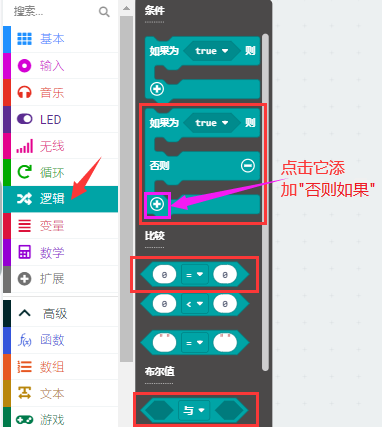 搜索...
基本
输入
音乐
LED
无线
循环
逻辑
变量
数学
扩展
高级
f(x) 函数
数组
文本
游戏
条件
如果为 true 则
如果为 true 则
否则
点击它添
加"否则如果"
比较
0 = 0
0 < 0
" " = " "
布尔值
与